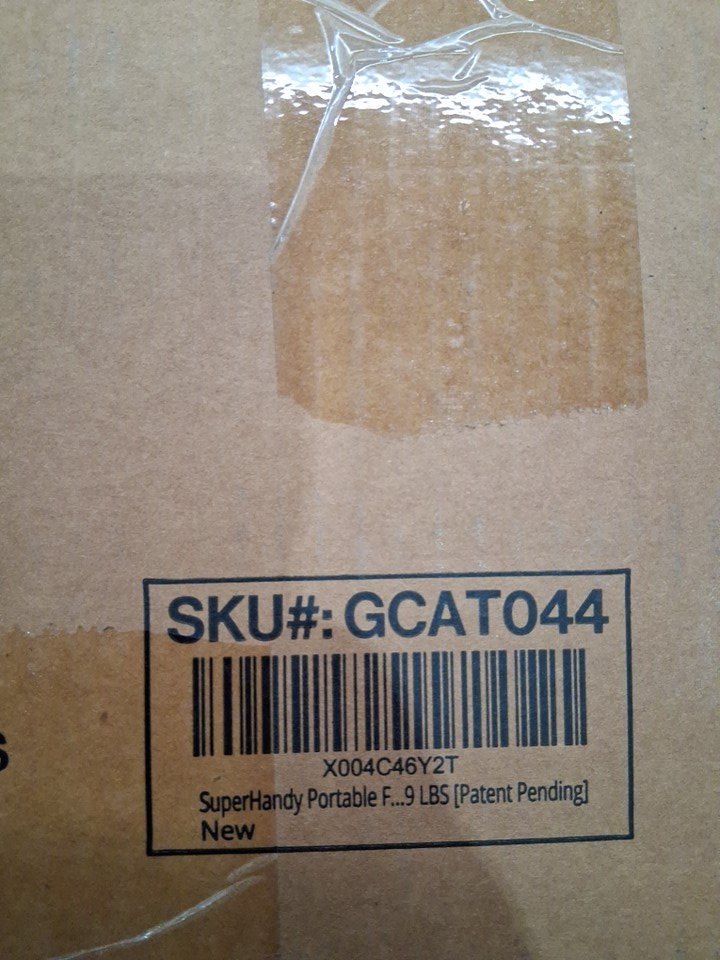 SKU#: GCAT044
X004C46Y2T
SuperHandy Portable F...9 LBS [Patent Pending]
New